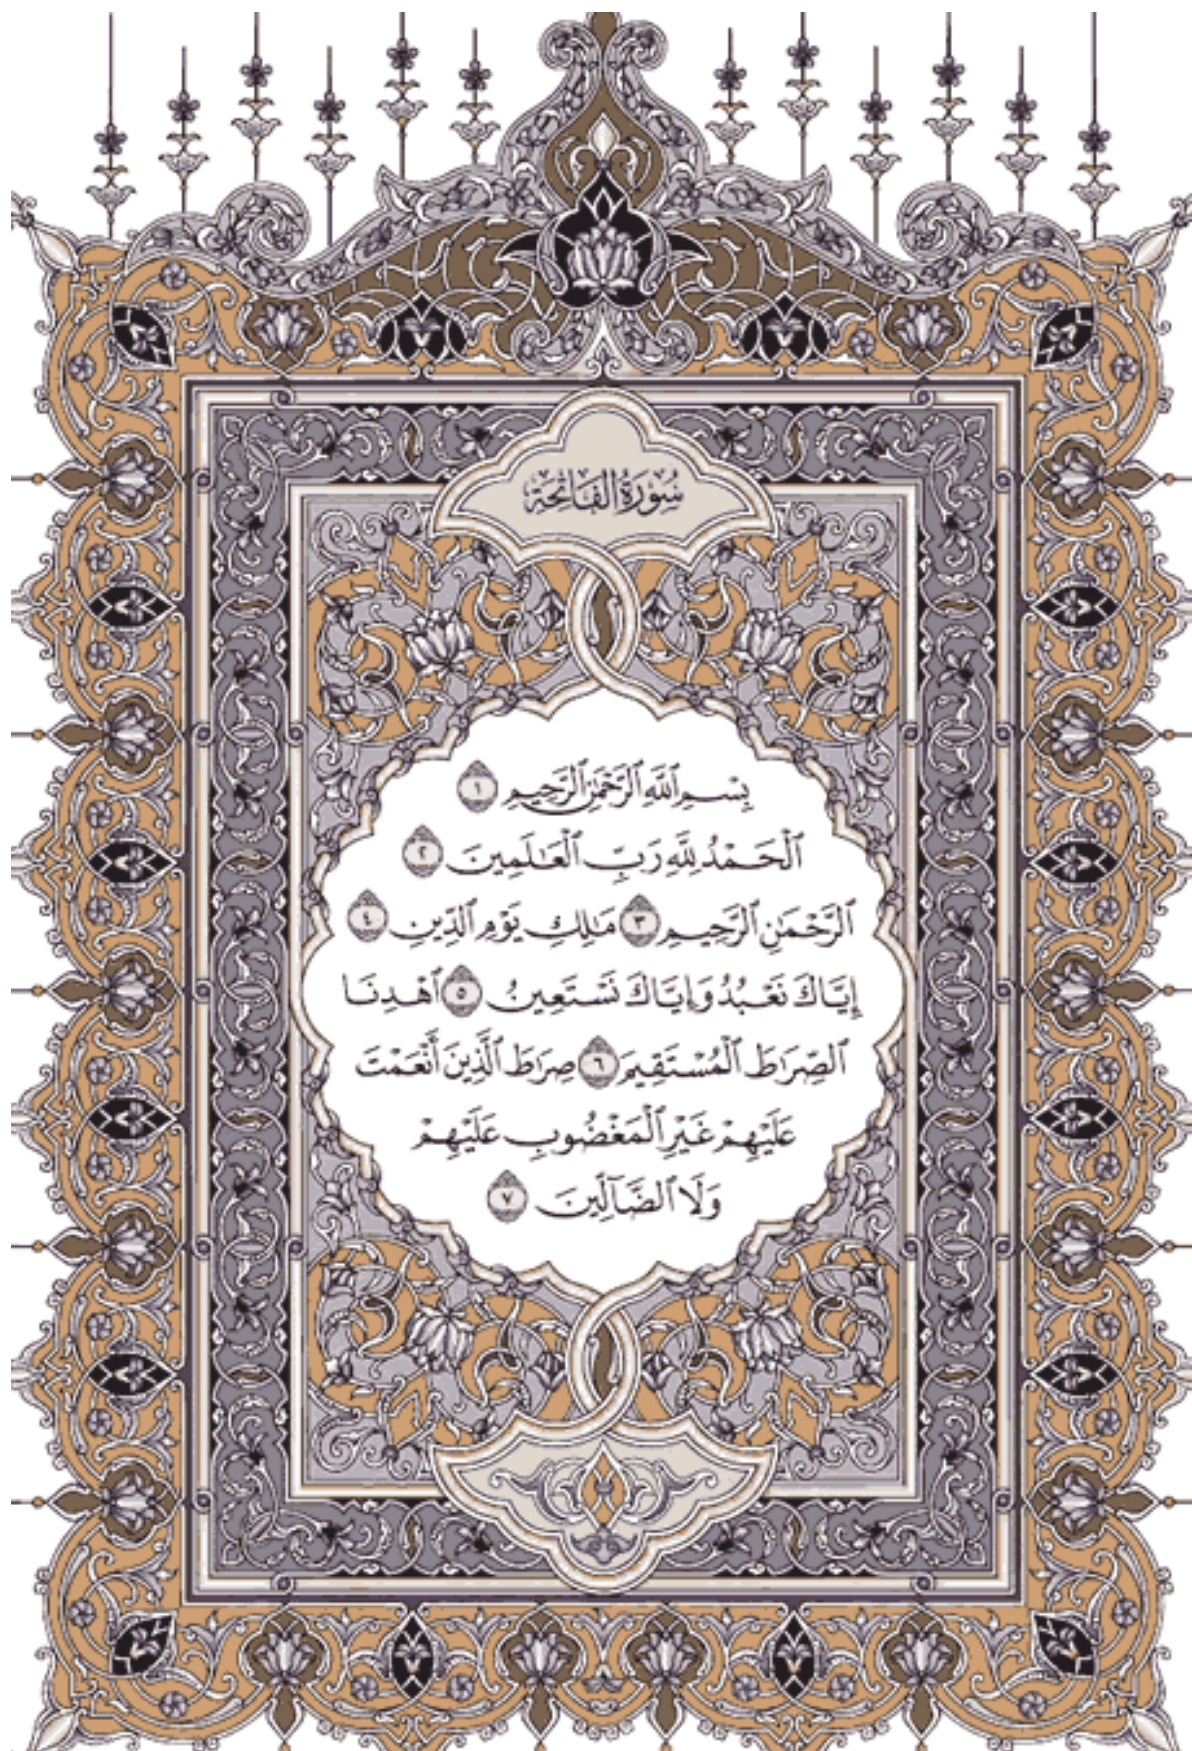 سُورَةُ الْفَاتِحَةِ
بِسْمِ ٱللَّهِ ٱلرَّحْمَٰنِ ٱلرَّحِيمِ ١
ٱلْحَمْدُ لِلَّهِ رَبِّ ٱلْعَٰلَمِينَ ٢
ٱلرَّحْمَٰنِ ٱلرَّحِيمِ ٣ مَٰلِكِ يَوْمِ ٱلدِّينِ ٤
إِيَّاكَ نَعْبُدُ وَإِيَّاكَ نَسْتَعِينُ ٥ ٱهْدِنَا
ٱلصِّرَٰطَ ٱلْمُسْتَقِيمَ ٦ صِرَٰطَ ٱلَّذِينَ أَنْعَمْتَ
عَلَيْهِمْ غَيْرِ ٱلْمَغْضُوبِ عَلَيْهِمْ
وَلَا ٱلضَّآلِّينَ ٧